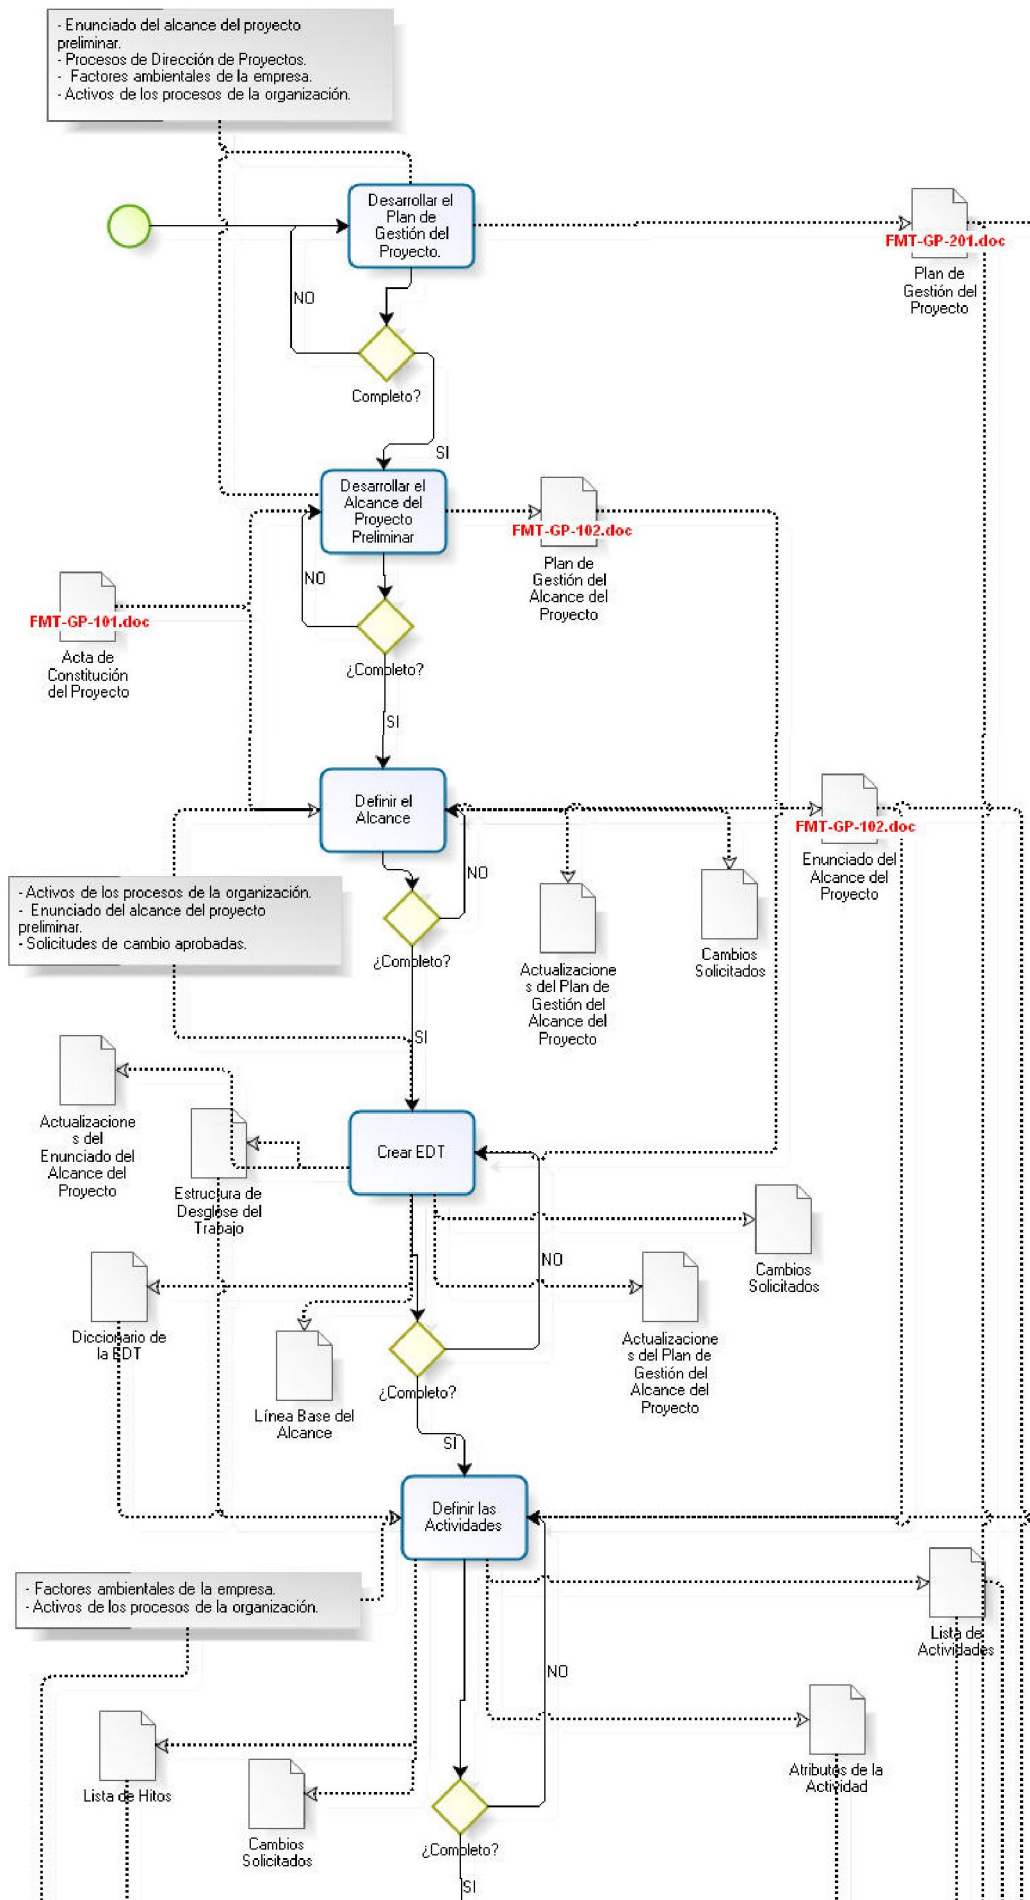 - Enunciado del alcance del proyecto
preliminar.
- Procesos de Dirección de Proyectos.
- Factores ambientales de la empresa.
- Activos de los procesos de la organización.
Desarrollar el
Plan de
Gestión del
Proyecto.
FMT-GP-201.doc
Plan de
Gestión del
Proyecto
NO
Completo?
SI
Desarrollar el
Alcance del
Proyecto
Preliminar
FMT-GP-102.doc
Plan de
Gestión del
Alcance del
Proyecto
NO
FMT-GP-101.doc
Acta de
Constitución
del Proyecto
¿Completo?
SI
Definir el
Alcance
FMT-GP-102.doc
Enunciado del
Alcance del
Proyecto
NO
- Activos de los procesos de la organización.
- Enunciado del alcance del proyecto
preliminar.
- Solicitudes de cambio aprobadas.
¿Completo?
Actualizacione
s del Plan de
Gestión del
Alcance del
Proyecto
Cambios
Solicitados
SI
Actualizacione
s del
Enunciado del
Alcance del
Proyecto
Estructura de
Desglose del
Trabajo
Crear EDT
Cambios
Solicitados
NO
Diccionario de
la EDT
Línea Base del
Alcance
¿Completo?
Actualizacione
s del Plan de
Gestión del
Alcance del
Proyecto
SI
Definir las
Actividades
- Factores ambientales de la empresa.
- Activos de los procesos de la organización.
Lista de
Actividades
NO
Lista de Hitos
Cambios
Solicitados
Atributos de la
Actividad
¿Completo?
SI